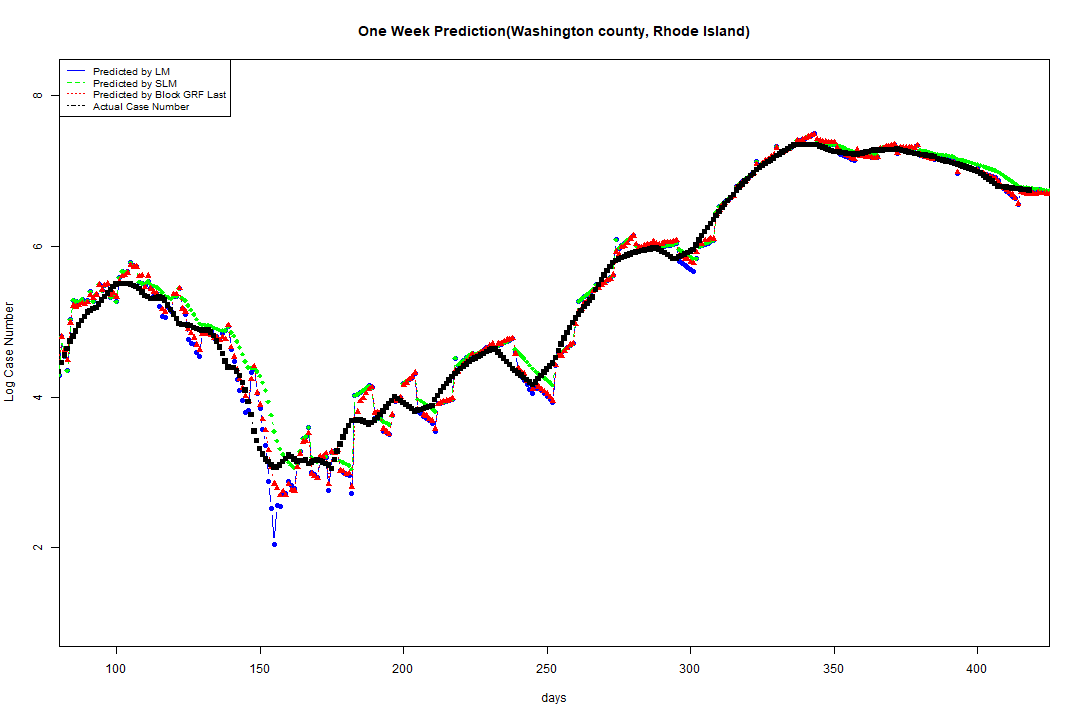 One Week Prediction(Washington county, Rhode Island)
Predicted by LM
Predicted by SLM
Predicted by Block GRF Last
Actual Case Number
8
6
4
2
Log Case Number
100 150 200 250 300 350 400
days